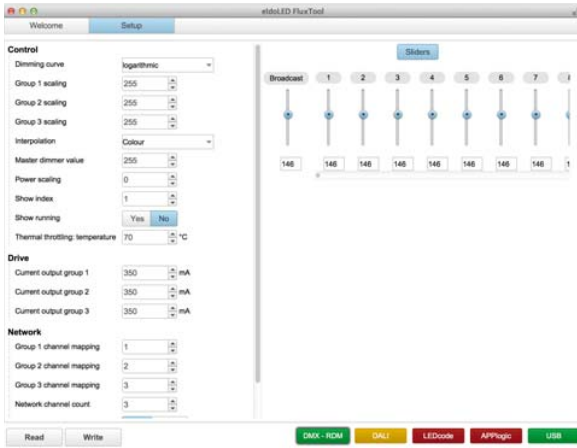 eldoLED FluxTool
Welcome Setup
Control
Dimming curve logarithmic
Group 1 scaling 255
Group 2 scaling 255
Group 3 scaling 255
Interpolation Colour
Master dimmer value 255
Power scaling 0
Show index 1
Show running Yes No
Thermal throttling: temperature 70 °C
Drive
Current output group 1 350 mA
Current output group 2 350 mA
Current output group 3 350 mA
Network
Group 1 channel mapping 1
Group 2 channel mapping 2
Group 3 channel mapping 3
Network channel count 3
Read Write
Sliders
Broadcast 1 2 3 4 5 6 7
146 146 146 146 146 146 146 146 1
DMX - RDM DALI LEDcode APPlogic USB